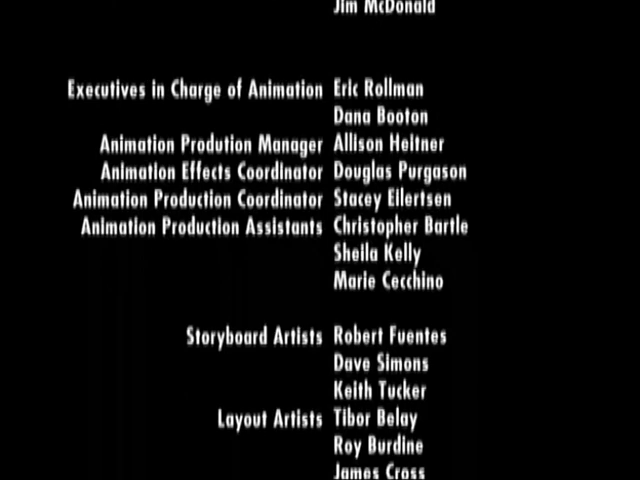 Jim McDonald
Executives in Charge of Animation Eric Rollman
Dana Booton
Animation Prodution Manager Allison Heitner
Animation Effects Coordinator Douglas Purgason
Animation Production Coordinator Stacey Eilertsen
Animation Production Assistants Christopher Bartle
Sheila Kelly
Marie Cecchino
Storyboard Artists Robert Fuentes
Dave Simons
Keith Tucker
Layout Artists Tibor Belay
Roy Burdine
James Cross